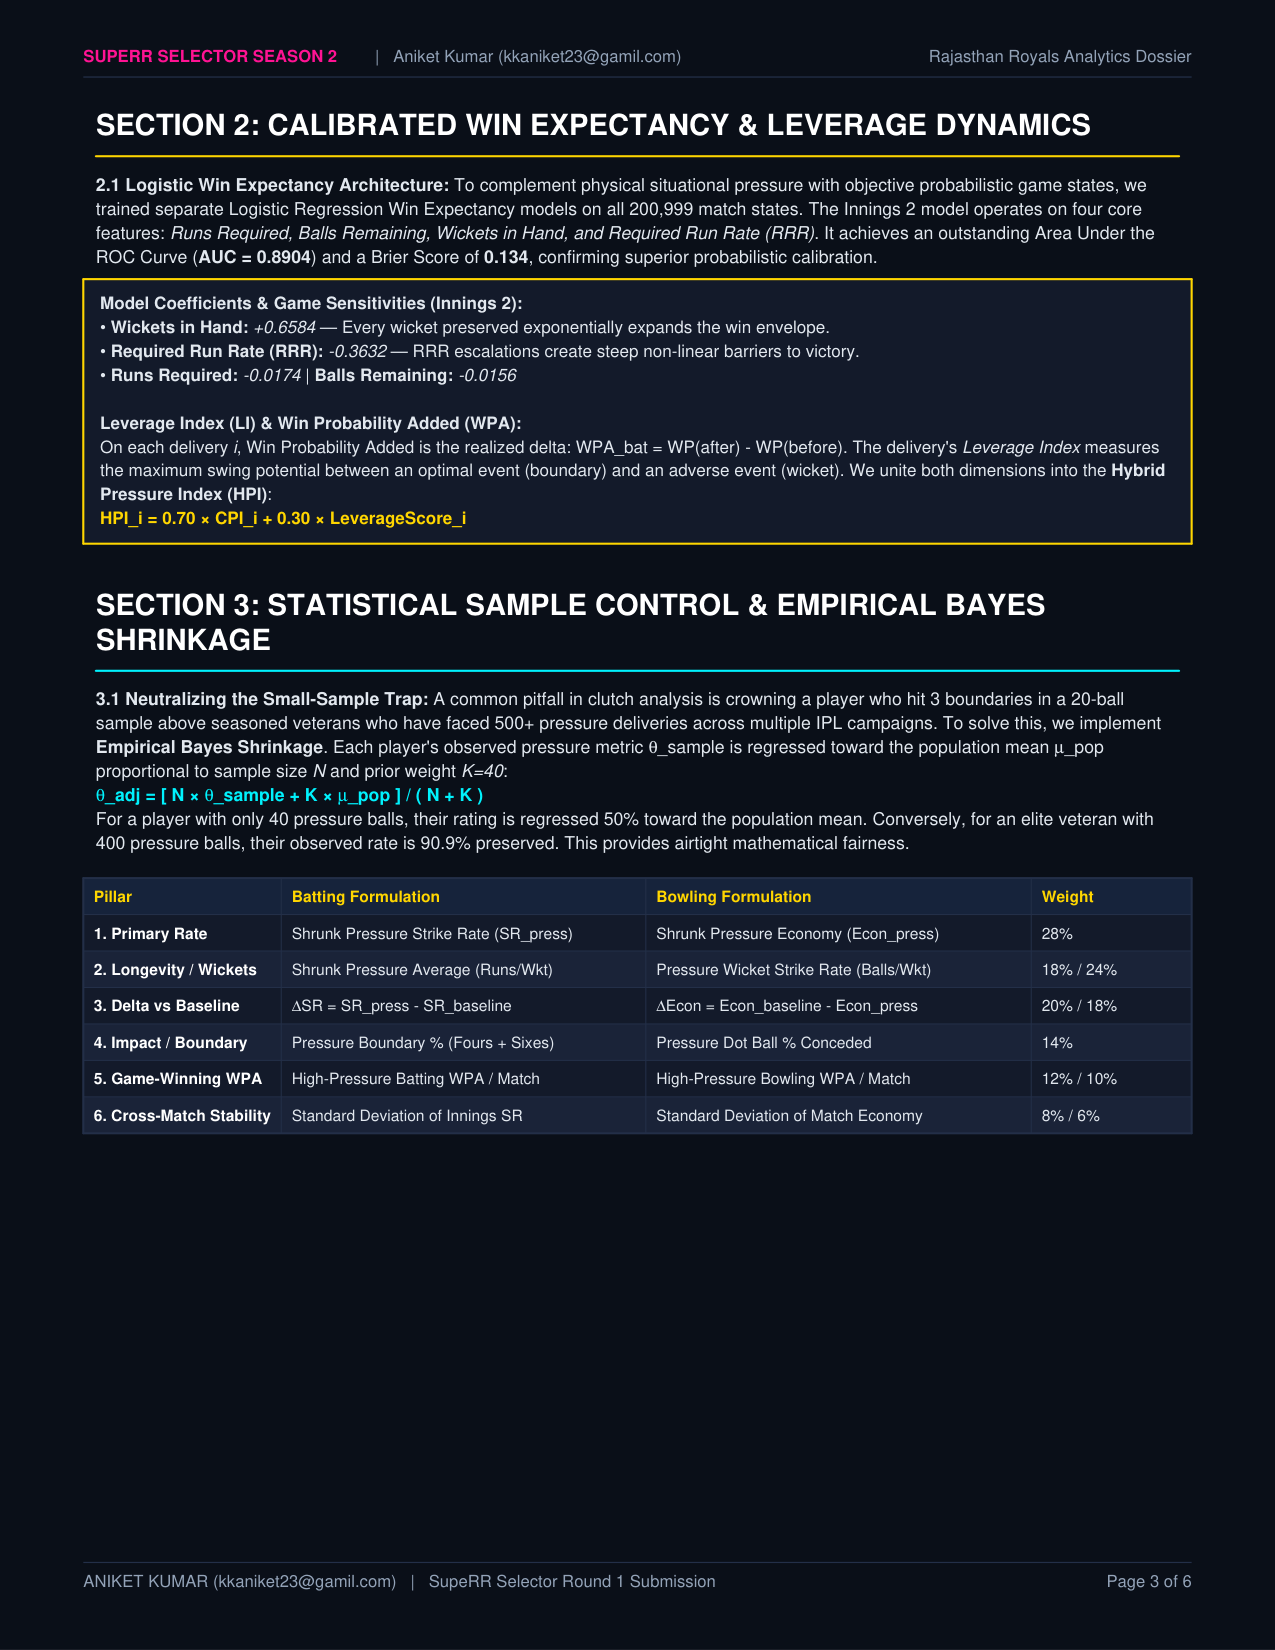 SUPERR SELECTOR SEASON 2 | Aniket Kumar (kkaniket23@gamil.com) Rajasthan Royals Analytics Dossier
SECTION 2: CALIBRATED WIN EXPECTANCY & LEVERAGE DYNAMICS
2.1 Logistic Win Expectancy Architecture: To complement physical situational pressure with objective probabilistic game states, we
trained separate Logistic Regression Win Expectancy models on all 200,999 match states. The Innings 2 model operates on four core
features: Runs Required, Balls Remaining, Wickets in Hand, and Required Run Rate (RRR). It achieves an outstanding Area Under the
ROC Curve (AUC = 0.8904) and a Brier Score of 0.134, confirming superior probabilistic calibration.
Model Coefficients & Game Sensitivities (Innings 2):
• Wickets in Hand: +0.6584 — Every wicket preserved exponentially expands the win envelope.
• Required Run Rate (RRR): -0.3632 — RRR escalations create steep non-linear barriers to victory.
• Runs Required: -0.0174 | Balls Remaining: -0.0156
Leverage Index (LI) & Win Probability Added (WPA):
On each delivery i, Win Probability Added is the realized delta: WPA_bat = WP(after) - WP(before). The delivery's Leverage Index measures
the maximum swing potential between an optimal event (boundary) and an adverse event (wicket). We unite both dimensions into the Hybrid
Pressure Index (HPI):
HPI_i = 0.70 × CPI_i + 0.30 × LeverageScore_i
SECTION 3: STATISTICAL SAMPLE CONTROL & EMPIRICAL BAYES
SHRINKAGE
3.1 Neutralizing the Small-Sample Trap: A common pitfall in clutch analysis is crowning a player who hit 3 boundaries in a 20-ball
sample above seasoned veterans who have faced 500+ pressure deliveries across multiple IPL campaigns. To solve this, we implement
Empirical Bayes Shrinkage. Each player's observed pressure metric θ_sample is regressed toward the population mean μ_pop
proportional to sample size N and prior weight K=40:
θ_adj = [ N × θ_sample + K × μ_pop ] / ( N + K )
For a player with only 40 pressure balls, their rating is regressed 50% toward the population mean. Conversely, for an elite veteran with
400 pressure balls, their observed rate is 90.9% preserved. This provides airtight mathematical fairness.
Pillar Batting Formulation Bowling Formulation Weight
1. Primary Rate Shrunk Pressure Strike Rate (SR_press) Shrunk Pressure Economy (Econ_press) 28%
2. Longevity / Wickets Shrunk Pressure Average (Runs/Wkt) Pressure Wicket Strike Rate (Balls/Wkt) 18% / 24%
3. Delta vs Baseline ΔSR = SR_press - SR_baseline ΔEcon = Econ_baseline - Econ_press 20% / 18%
4. Impact / Boundary Pressure Boundary % (Fours + Sixes) Pressure Dot Ball % Conceded 14%
5. Game-Winning WPA High-Pressure Batting WPA / Match High-Pressure Bowling WPA / Match 12% / 10%
6. Cross-Match Stability Standard Deviation of Innings SR Standard Deviation of Match Economy 8% / 6%
ANIKET KUMAR (kkaniket23@gamil.com) | SupeRR Selector Round 1 Submission Page 3 of 6